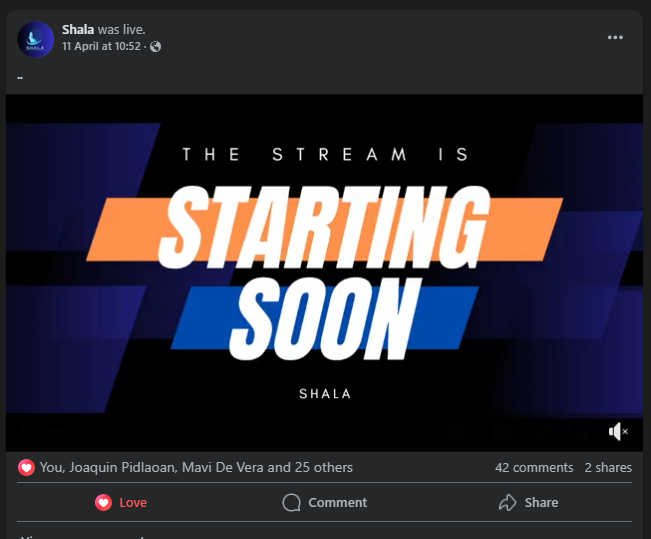 Shala was live.
11 April at 10:52 ·
..
SHALA
THE STREAM IS
STARTING
SOON
SHALA
You, Joaquin Pidlaoan, Mavi De Vera and 25 others
42 comments 2 shares
Love
Comment
Share